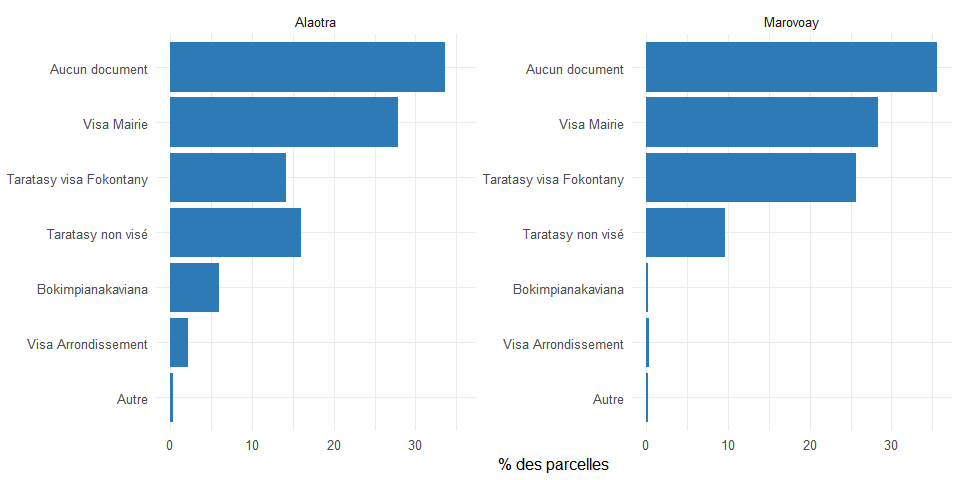 Alaotra
Marovoay
Aucun document
Visa Mairie
Taratasy visa Fokontany
Taratasy non visé
Bokimpianakaviana
Visa Arrondissement
Autre
0 10 20 30
Aucun document
Visa Mairie
Taratasy visa Fokontany
Taratasy non visé
Bokimpianakaviana
Visa Arrondissement
Autre
0 10 20 30
% des parcelles